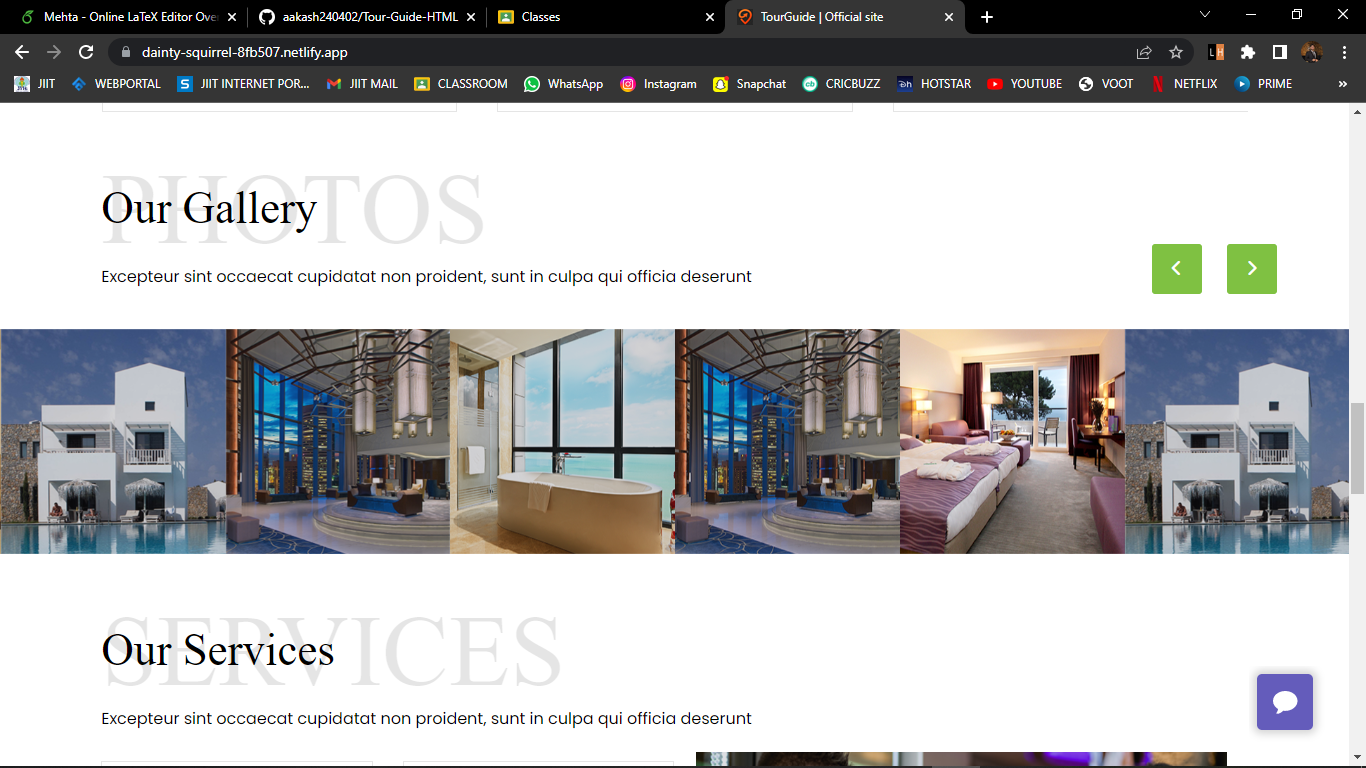 Mehta - Online LaTeX Editor Ove
aakash240402/Tour-Guide-HTML
Classes
TourGuide | Official site
dainty-squirrel-8fb507.netlify.app
JIIT
WEBPORTAL
JIIT INTERNET POR...
JIIT MAIL
CLASSROOM
WhatsApp
Instagram
Snapchat
CRICBUZZ
HOTSTAR
YOUTUBE
VOOT
NETFLIX
PRIME
PHOTOS
Our Gallery
Excepteur sint occaecat cupidatat non proident, sunt in culpa qui officia deserunt
SERVICES
Our Services
Excepteur sint occaecat cupidatat non proident, sunt in culpa qui officia deserunt